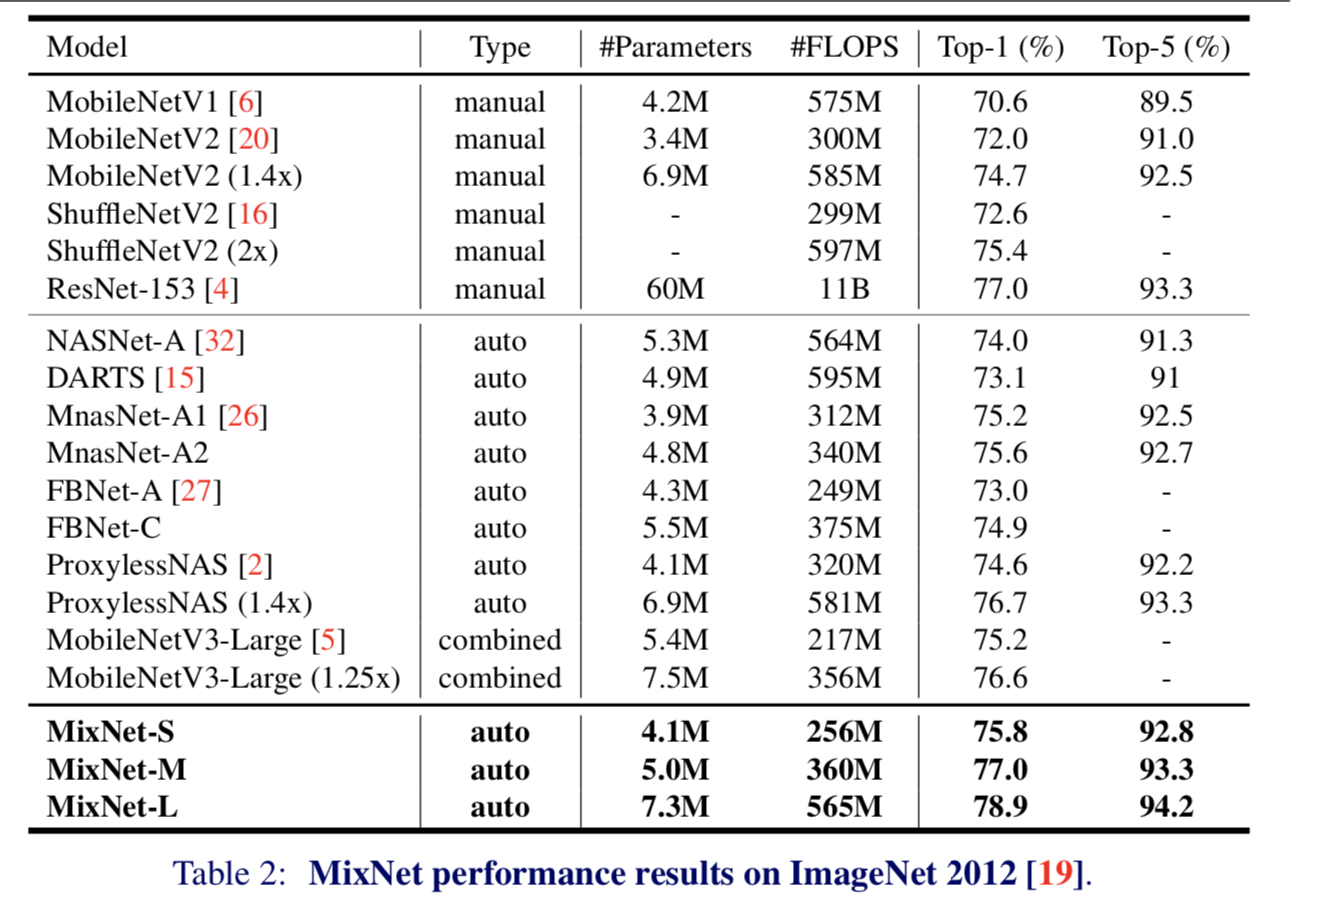 Model Type #Parameters #FLOPS Top-1 (%) Top-5 (%)
MobileNetV1 [6] manual 4.2M 575M 70.6 89.5
MobileNetV2 [20] manual 3.4M 300M 72.0 91.0
MobileNetV2 (1.4x) manual 6.9M 585M 74.7 92.5
ShuffleNetV2 [16] manual - 299M 72.6 -
ShuffleNetV2 (2x) manual - 597M 75.4 -
ResNet-153 [4] manual 60M 11B 77.0 93.3
NASNet-A [32] auto 5.3M 564M 74.0 91.3
DARTS [15] auto 4.9M 595M 73.1 91
MnasNet-A1 [26] auto 3.9M 312M 75.2 92.5
MnasNet-A2 auto 4.8M 340M 75.6 92.7
FBNet-A [27] auto 4.3M 249M 73.0 -
FBNet-C auto 5.5M 375M 74.9 -
ProxylessNAS [2] auto 4.1M 320M 74.6 92.2
ProxylessNAS (1.4x) auto 6.9M 581M 76.7 93.3
MobileNetV3-Large [5] combined 5.4M 217M 75.2 -
MobileNetV3-Large (1.25x) combined 7.5M 356M 76.6 -
MixNet-S auto 4.1M 256M 75.8 92.8
MixNet-M auto 5.0M 360M 77.0 93.3
MixNet-L auto 7.3M 565M 78.9 94.2
Table 2: MixNet performance results on ImageNet 2012 [19].